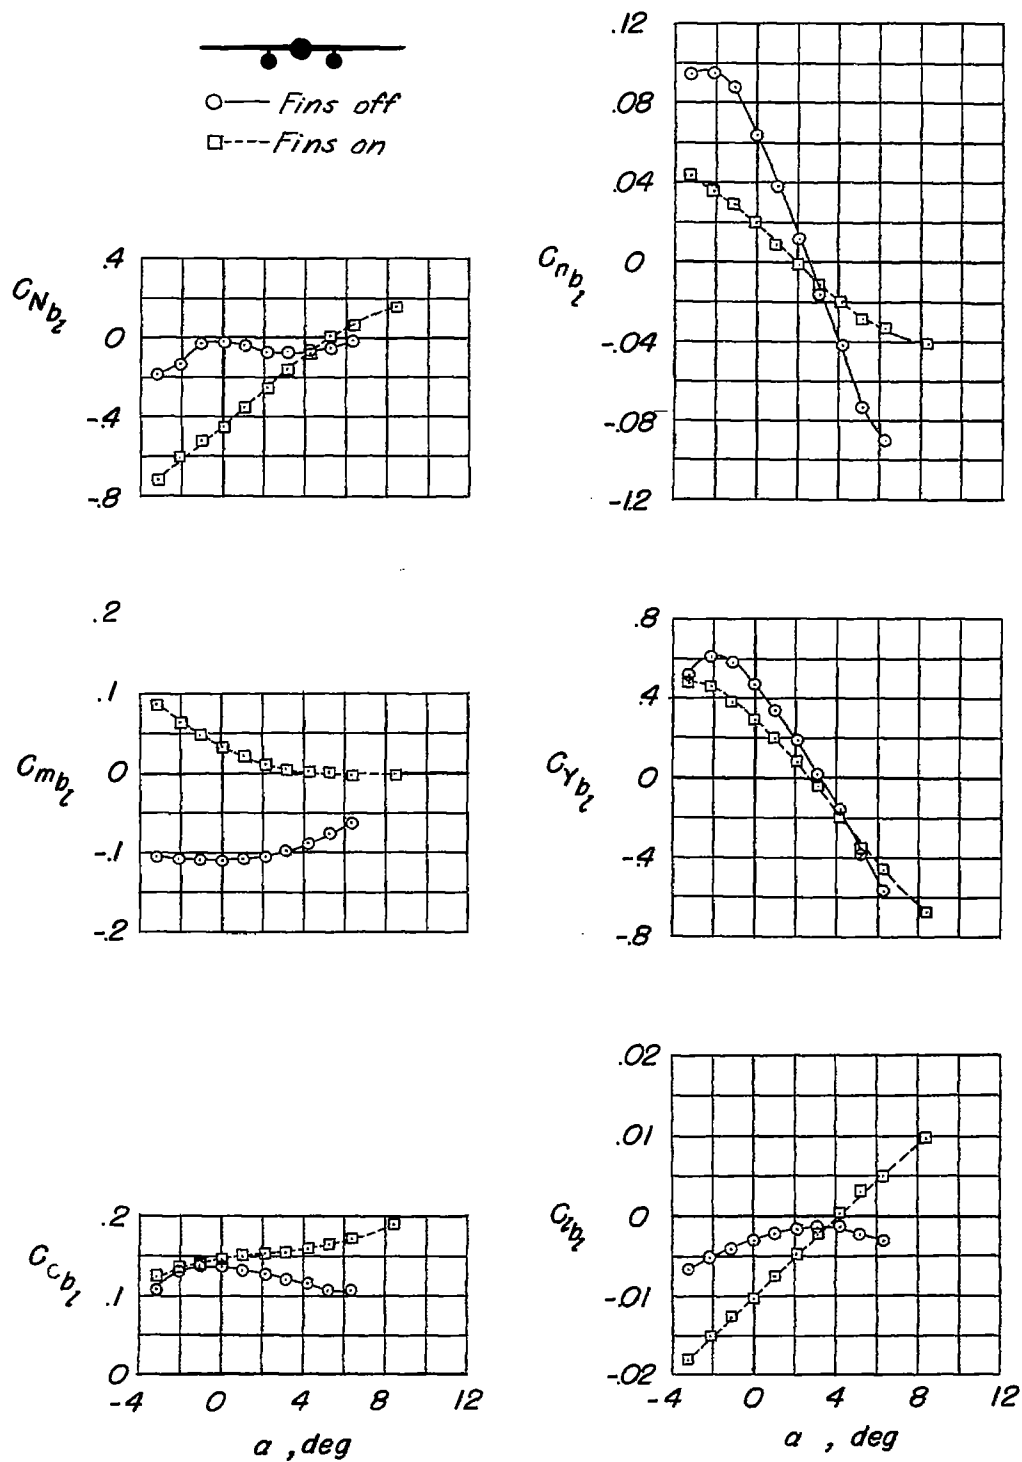 Fins off
Fins on
.4
0
-.4
-.8
C_{N_{b_l}}
.2
.1
0
-.1
-.2
C_{m_{b_l}}
.2
.1
0
C_{c_{b_l}}
-4 0 4 8 12
α , deg
.12
.08
.04
0
-.04
-.08
-.12
C_{n_{b_l}}
.8
.4
0
-.4
-.8
C_{Y_{b_l}}
.02
.01
0
-.01
-.02
C_{l_{b_l}}
-4 0 4 8 12
α , deg